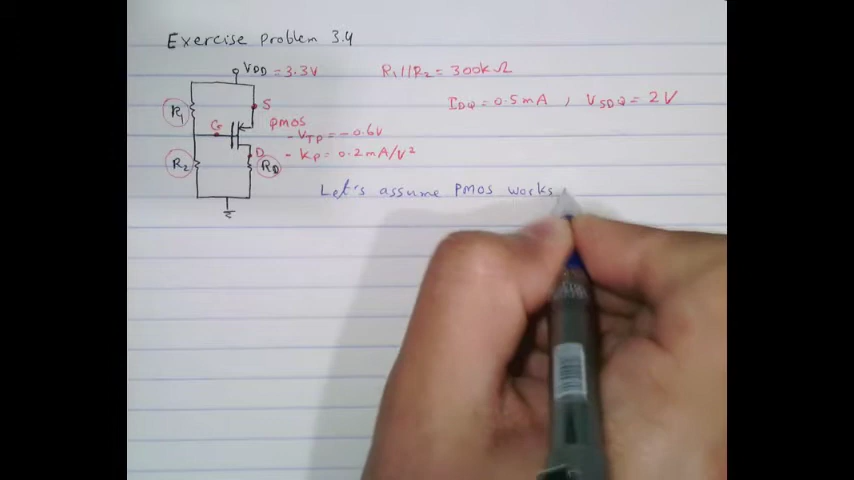 Exercise Problem 3.4
VDD = 3.3V
R1//R2 = 300kΩ
IDQ = 0.5mA , VSDQ = 2V
R1
S
G
PMOS
- VTP = -0.6V
D
- KP = 0.2mA/V²
R2
RD
Let's assume PMOS works